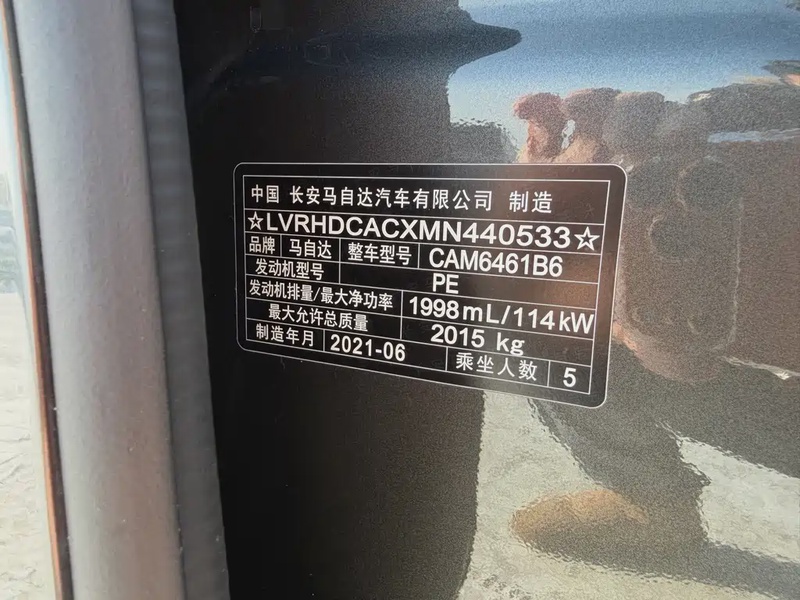 中国 长安马自达汽车有限公司 制造
☆LVRHDCACXMN440533☆
品牌 马自达 整车型号 CAM6461B6
发动机型号 PE
发动机排量/最大净功率 1998mL/114kW
最大允许总质量 2015 kg
制造年月 2021-06 乘坐人数 5